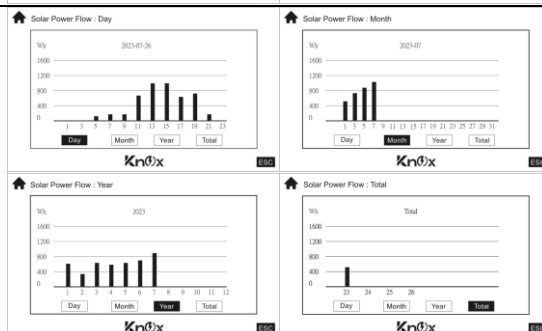 Solar Power Flow : Day
Wh
2023-07-26
1600
1200
800
400
0
1 3 5 7 9 11 13 15 17 19 21 23
Day Month Year Total
Knox
ESC
Solar Power Flow : Month
Wh
2023-07
1600
1200
800
400
0
1 3 5 7 9 11 13 15 17 19 21 23 25 27 29 31
Day Month Year Total
Knox
ESC
Solar Power Flow : Year
Wh
2023
1600
1200
800
400
0
1 2 3 4 5 6 7 8 9 10 11 12
Day Month Year Total
Knox
ESC
Solar Power Flow : Total
Wh
Total
1600
1200
800
400
0
23 24 25 26
Day Month Year Total
Knox
ESC